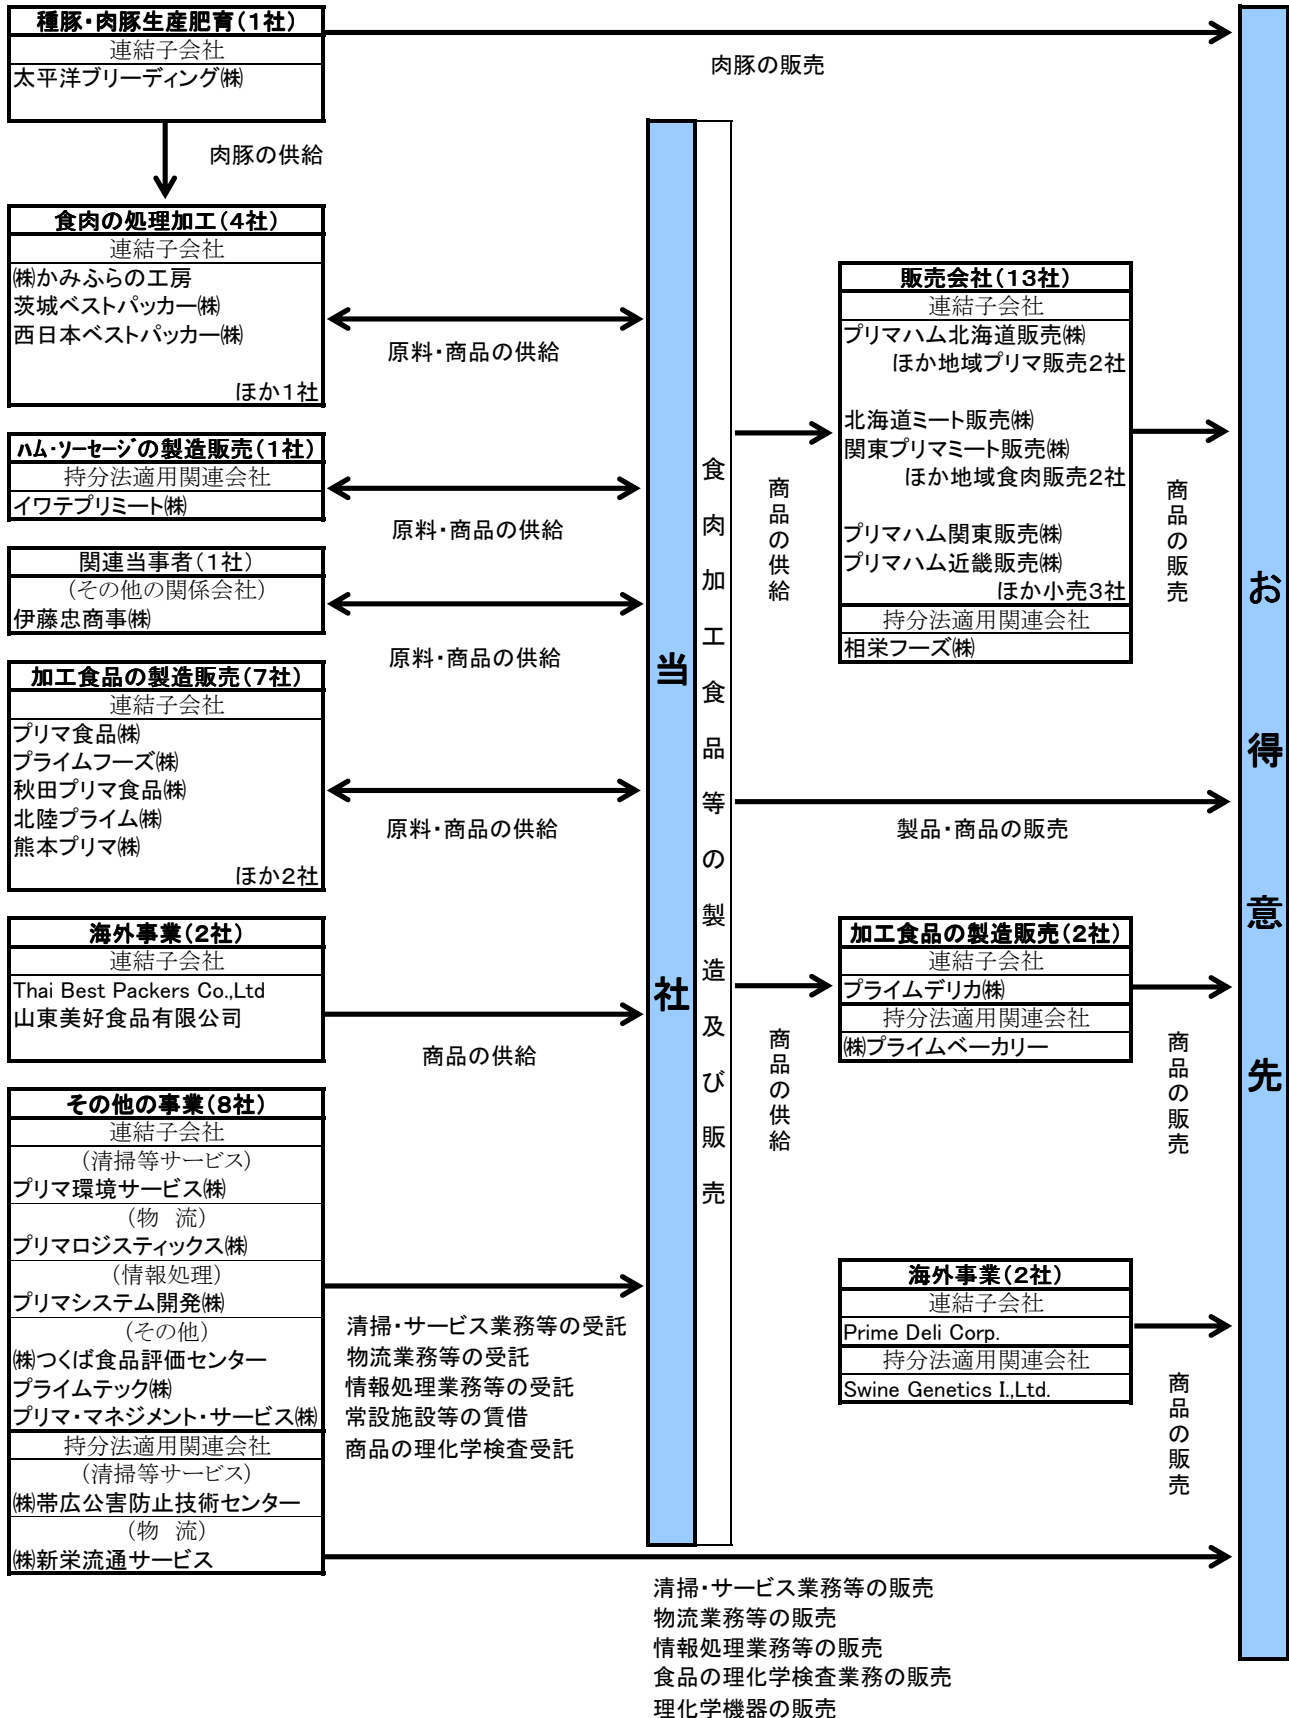 種豚・肉豚生産肥育(1社)
連結子会社
太平洋ブリーディング㈱
肉豚の販売
肉豚の供給
食肉の処理加工(4社)
連結子会社
㈱かみふらの工房
茨城ベストパッカー㈱
西日本ベストパッカー㈱
ほか1社
原料・商品の供給
ハム・ソーセージの製造販売(1社)
持分法適用関連会社
イワテプリミート㈱
原料・商品の供給
関連当事者(1社)
(その他の関係会社)
伊藤忠商事㈱
原料・商品の供給
加工食品の製造販売(7社)
連結子会社
プリマ食品㈱
プライムフーズ㈱
秋田プリマ食品㈱
北陸プライム㈱
熊本プリマ㈱
ほか2社
原料・商品の供給
海外事業(2社)
連結子会社
Thai Best Packers Co.,Ltd
山東美好食品有限公司
商品の供給
その他の事業(8社)
連結子会社
(清掃等サービス)
プリマ環境サービス㈱
(物 流)
プリマロジスティックス㈱
(情報処理)
プリマシステム開発㈱
(その他)
㈱つくば食品評価センター
プライムテック㈱
プリマ・マネジメント・サービス㈱
持分法適用関連会社
(清掃等サービス)
㈱帯広公害防止技術センター
(物 流)
㈱新栄流通サービス
清掃・サービス業務等の受託
物流業務等の受託
情報処理業務等の受託
常設施設等の賃借
商品の理化学検査受託
当社
食肉加工食品等の製造及び販売
商品の供給
販売会社(13社)
連結子会社
プリマハム北海道販売㈱
ほか地域プリマ販売2社
北海道ミート販売㈱
関東プリマミート販売㈱
ほか地域食肉販売2社
プリマハム関東販売㈱
プリマハム近畿販売㈱
ほか小売3社
持分法適用関連会社
相栄フーズ㈱
商品の販売
製品・商品の販売
商品の供給
加工食品の製造販売(2社)
連結子会社
プライムデリカ㈱
持分法適用関連会社
㈱プライムベーカリー
商品の販売
海外事業(2社)
連結子会社
Prime Deli Corp.
持分法適用関連会社
Swine Genetics I.,Ltd.
商品の販売
お得意先
清掃・サービス業務等の販売
物流業務等の販売
情報処理業務等の販売
食品の理化学検査業務の販売
理化学機器の販売